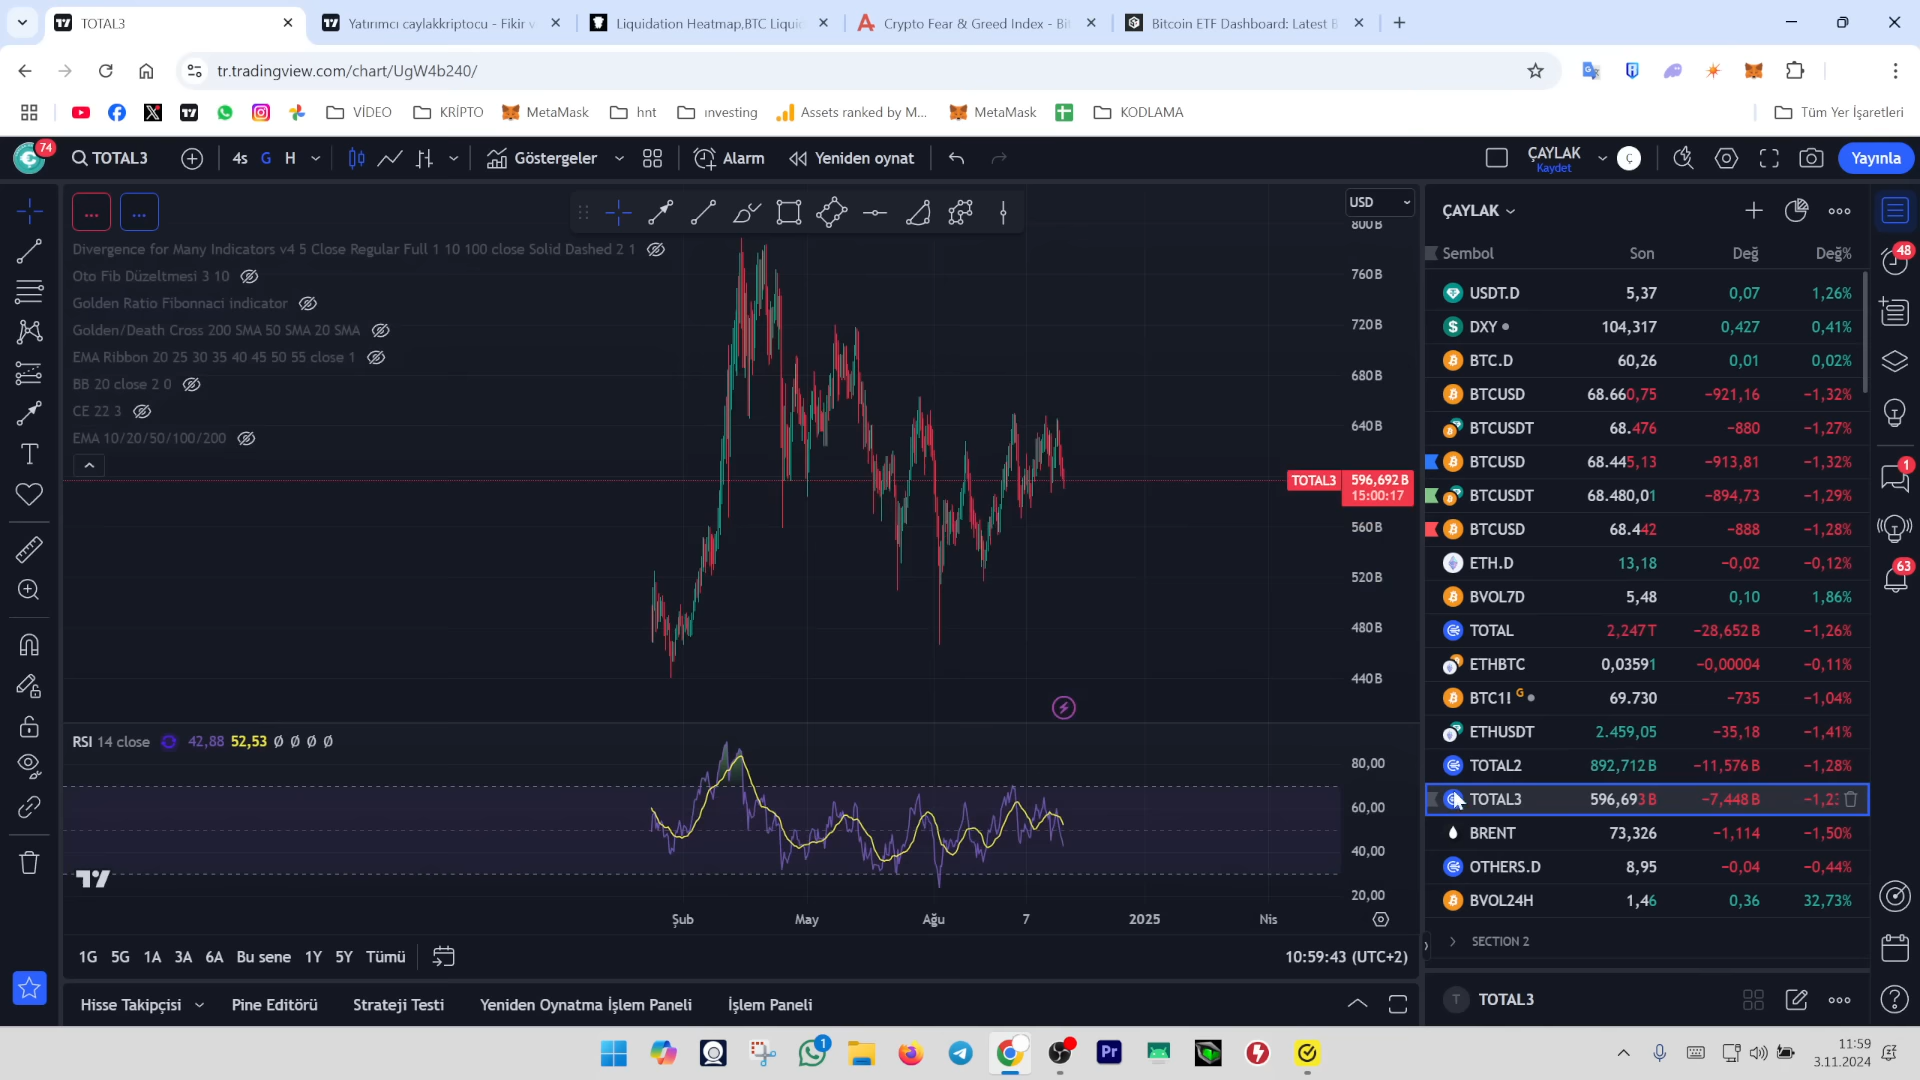 TOTAL3
Yatırımcı caylakkriptocu - Fikir v
Liquidation Heatmap,BTC Liqui
Crypto Fear & Greed Index - Bi
Bitcoin ETF Dashboard: Latest B
tr.tradingview.com/chart/UgW4b240/
VİDEO
KRİPTO
MetaMask
hnt
ınvesting
Assets ranked by M...
MetaMask
KODLAMA
Tüm Yer İşaretleri
74
TOTAL3
4s
G
H
Göstergeler
Alarm
Yeniden oynat
ÇAYLAK
Kaydet
Ç
Yayınla
USD
800B
Divergence for Many Indicators v4 5 Close Regular Full 1 10 100 close Solid Dashed 2 1
Oto Fib Düzeltmesi 3 10
Golden Ratio Fibonnaci indicator
Golden/Death Cross 200 SMA 50 SMA 20 SMA
EMA Ribbon 20 25 30 35 40 45 50 55 close 1
BB 20 close 2 0
CE 22 3
EMA 10/20/50/100/200
760B
720B
680B
640B
TOTAL3 596,692B
15:00:17
560B
520B
480B
440B
RSI 14 close 42,88 52,53 Ø Ø Ø Ø
80,00
60,00
40,00
20,00
Şub May Ağu 7 2025 Nis
1G 5G 1A 3A 6A Bu sene 1Y 5Y Tümü
10:59:43 (UTC+2)
Hisse Takipçisi
Pine Editörü
Strateji Testi
Yeniden Oynatma İşlem Paneli
İşlem Paneli
ÇAYLAK
Sembol Son Değ Değ%
USDT.D 5,37 0,07 1,26%
DXY 104,317 0,427 0,41%
BTC.D 60,26 0,01 0,02%
BTCUSD 68.660,75 −921,16 −1,32%
BTCUSDT 68.476 −880 −1,27%
BTCUSD 68.445,13 −913,81 −1,32%
BTCUSDT 68.480,01 −894,73 −1,29%
BTCUSD 68.442 −888 −1,28%
ETH.D 13,18 −0,02 −0,12%
BVOL7D 5,48 0,10 1,86%
TOTAL 2,247T −28,652B −1,26%
ETHBTC 0,03591 −0,00004 −0,11%
BTC1! G 69.730 −735 −1,04%
ETHUSDT 2.459,05 −35,18 −1,41%
TOTAL2 892,712B −11,576B −1,28%
TOTAL3 596,693B −7,448B −1,2
BRENT 73,326 −1,114 −1,50%
OTHERS.D 8,95 −0,04 −0,44%
BVOL24H 1,46 0,36 32,73%
SECTION 2
T TOTAL3
48
1
63
1
Pr
11:59
3.11.2024